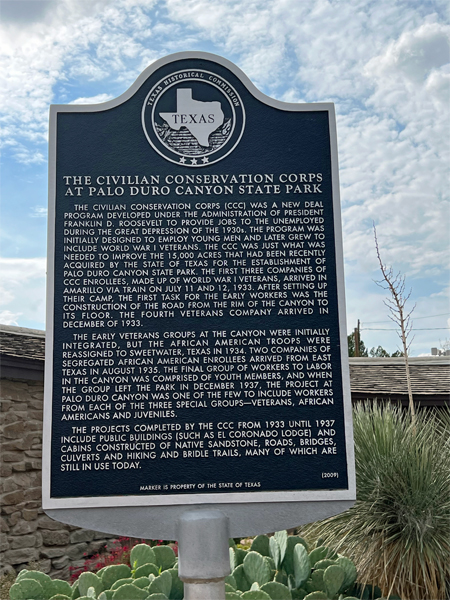 TEXAS HISTORICAL COMMISSION
TEXAS
THE CIVILIAN CONSERVATION CORPS
AT PALO DURO CANYON STATE PARK
THE CIVILIAN CONSERVATION CORPS (CCC) WAS A NEW DEAL
PROGRAM DEVELOPED UNDER THE ADMINISTRATION OF PRESIDENT
FRANKLIN D. ROOSEVELT TO PROVIDE JOBS TO THE UNEMPLOYED
DURING THE GREAT DEPRESSION OF THE 1930s. THE PROGRAM WAS
INITIALLY DESIGNED TO EMPLOY YOUNG MEN AND LATER GREW TO
INCLUDE WORLD WAR I VETERANS. THE CCC WAS JUST WHAT WAS
NEEDED TO IMPROVE THE 15,000 ACRES THAT HAD BEEN RECENTLY
ACQUIRED BY THE STATE OF TEXAS FOR THE ESTABLISHMENT OF
PALO DURO CANYON STATE PARK. THE FIRST THREE COMPANIES OF
CCC ENROLLEES, MADE UP OF WORLD WAR I VETERANS, ARRIVED IN
AMARILLO VIA TRAIN ON JULY 11 AND 12, 1933. AFTER SETTING UP
THEIR CAMP, THE FIRST TASK FOR THE EARLY WORKERS WAS THE
CONSTRUCTION OF THE ROAD FROM THE RIM OF THE CANYON TO
ITS FLOOR. THE FOURTH VETERANS COMPANY ARRIVED IN
DECEMBER OF 1933.
THE EARLY VETERANS GROUPS AT THE CANYON WERE INITIALLY
INTEGRATED, BUT THE AFRICAN AMERICAN TROOPS WERE
REASSIGNED TO SWEETWATER, TEXAS IN 1934. TWO COMPANIES OF
SEGREGATED AFRICAN AMERICAN ENROLLEES ARRIVED FROM EAST
TEXAS IN AUGUST 1935. THE FINAL GROUP OF WORKERS TO LABOR
IN THE CANYON WAS COMPRISED OF YOUTH MEMBERS, AND WHEN
THE GROUP LEFT THE PARK IN DECEMBER 1937, THE PROJECT AT
PALO DURO CANYON WAS ONE OF THE FEW TO INCLUDE WORKERS
FROM EACH OF THE THREE SPECIAL GROUPS—VETERANS, AFRICAN
AMERICANS AND JUVENILES.
THE PROJECTS COMPLETED BY THE CCC FROM 1933 UNTIL 1937
INCLUDE PUBLIC BUILDINGS (SUCH AS EL CORONADO LODGE) AND
CABINS CONSTRUCTED OF NATIVE SANDSTONE, ROADS, BRIDGES,
CULVERTS AND HIKING AND BRIDLE TRAILS, MANY OF WHICH ARE
STILL IN USE TODAY.
(2009)
MARKER IS PROPERTY OF THE STATE OF TEXAS